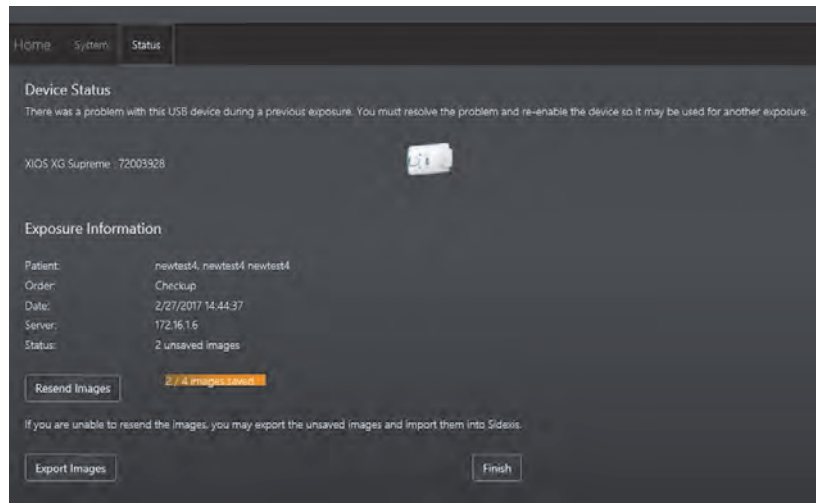 Home System Status
Device Status
There was a problem with this USB device during a previous exposure. You must resolve the problem and re-enable the device so it may be used for another exposure.
XIOS XG Supreme 72003928
Exposure Information
Patient: newtest4, newtest4 newtest4
Order: Checkup
Date: 2/27/2017 14:44:37
Server: 172.16.1.6
Status: 2 unsaved images
Resend Images 2 / 4 images saved
If you are unable to resend the images, you may export the unsaved images and import them into Sidexis.
Export Images Finish